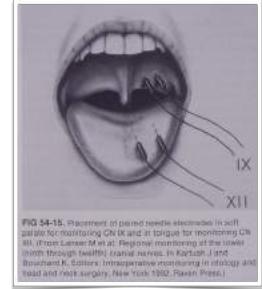 IX
XII
FIG 54-15. Placement of paired needle electrodes in soft
palate for monitoring CN IX and in tongue for monitoring CN
XII. (From Lanser M et al: Regional monitoring of the lower
(ninth through twelfth) cranial nerves. In Kartush J and
Bouchard K, Editors: Intraoperative monitoring in otology and
head and neck surgery, New York 1992, Raven Press.)